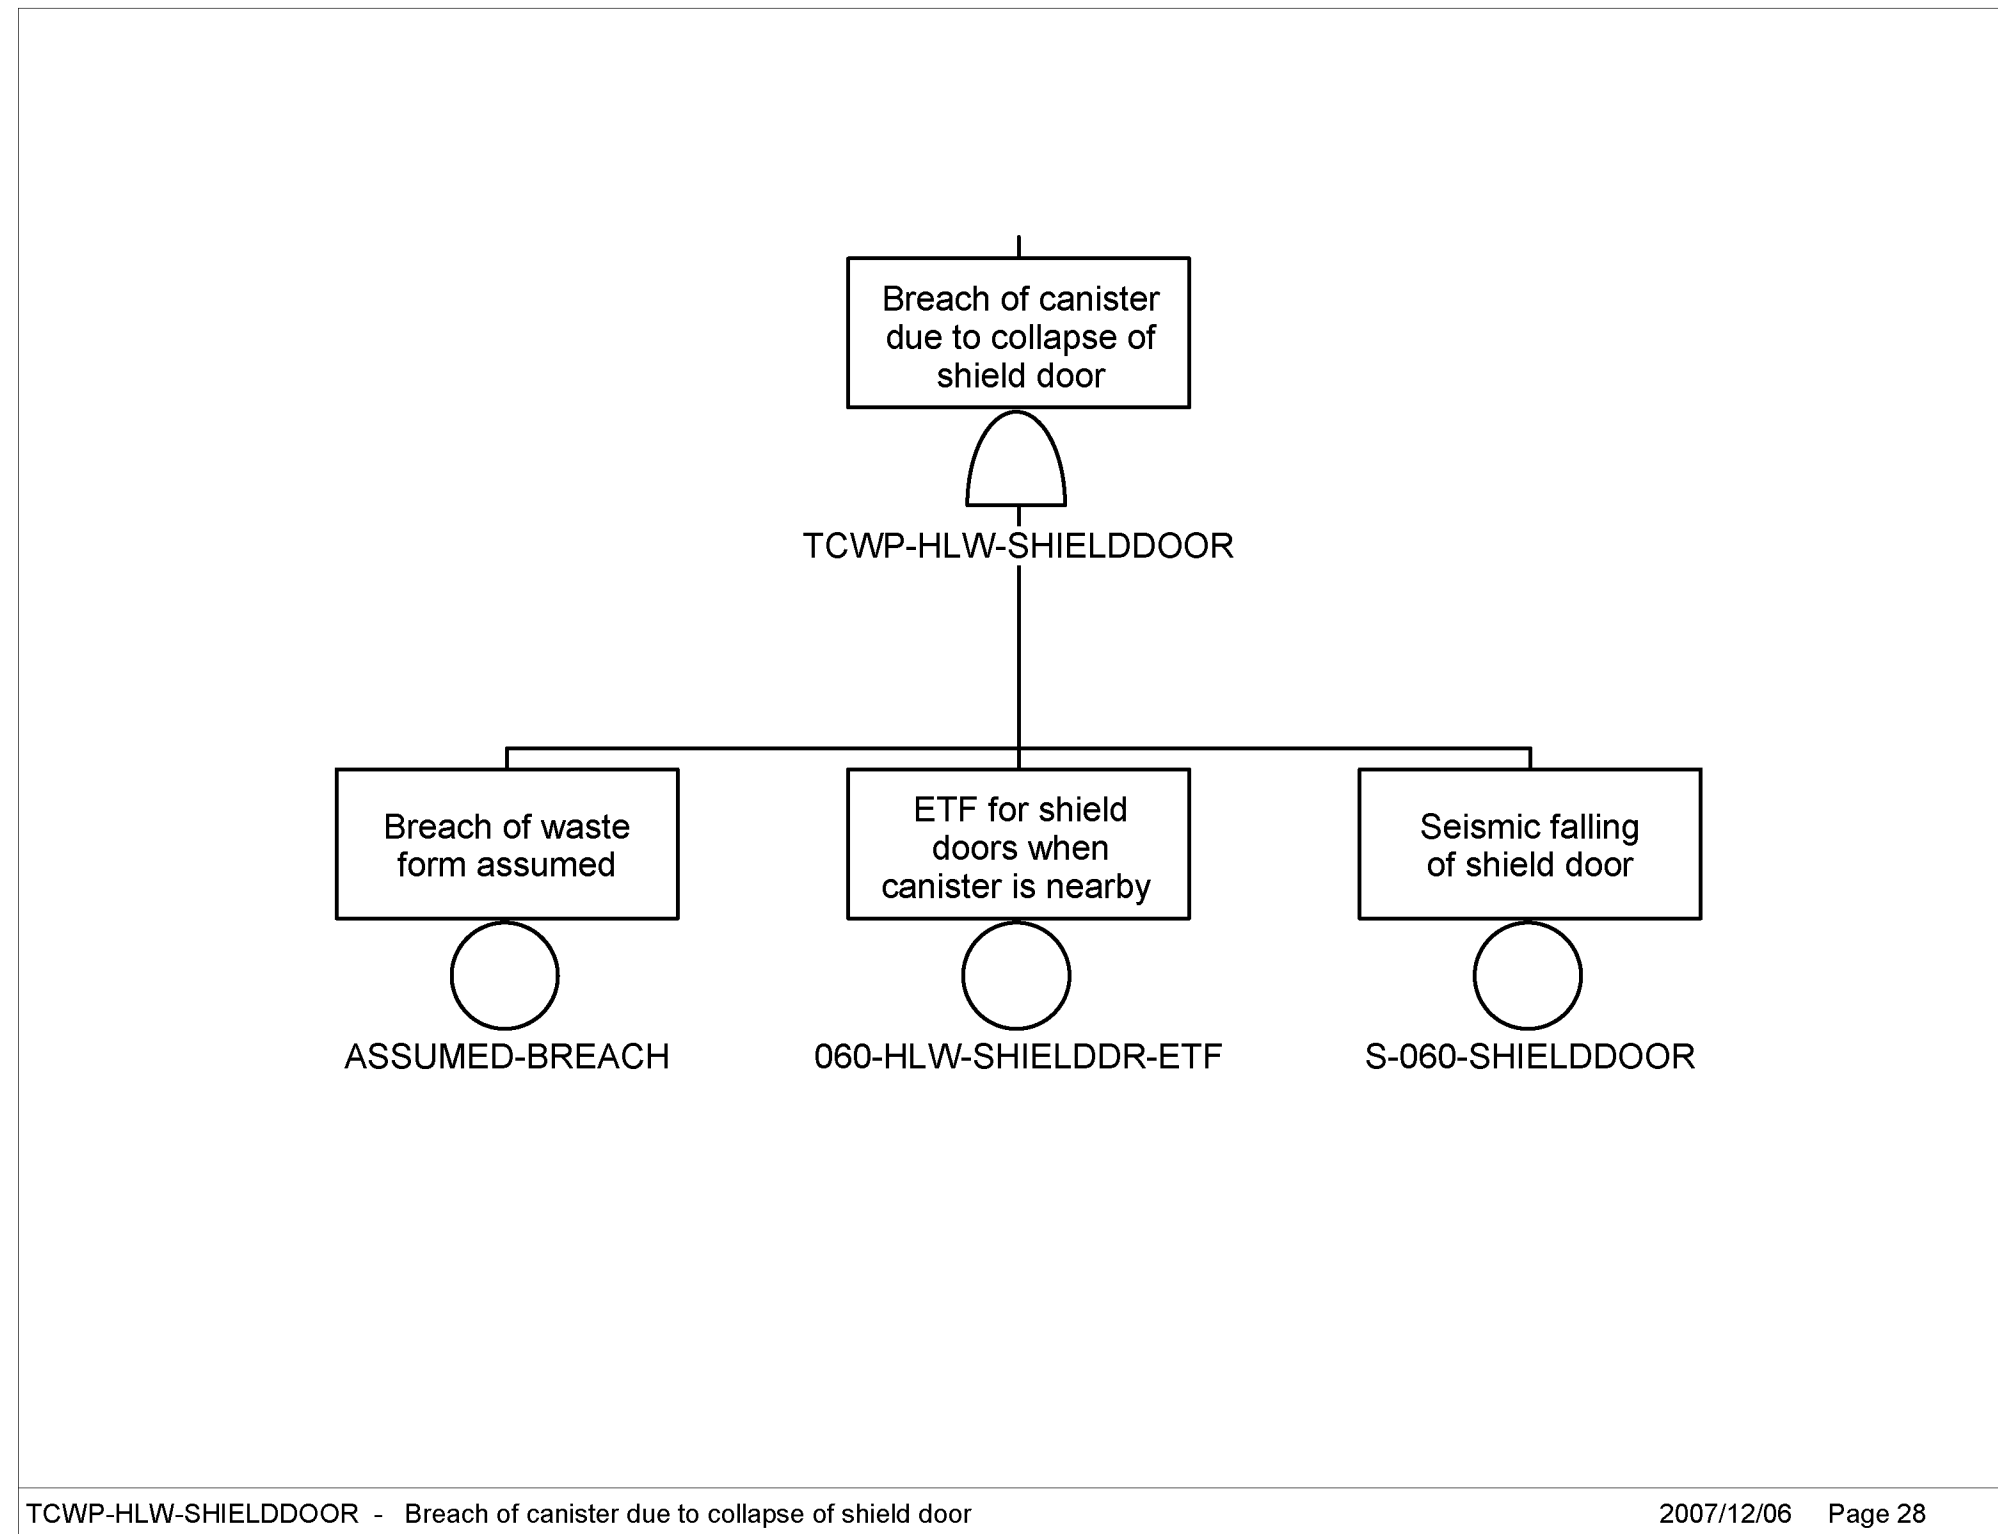 Breach of canister
due to collapse of
shield door
TCWP-HLW-SHIELDDOOR
Breach of waste
form assumed
ASSUMED-BREACH
ETF for shield
doors when
canister is nearby
060-HLW-SHIELDDR-ETF
Seismic falling
of shield door
S-060-SHIELDDOOR
TCWP-HLW-SHIELDDOOR - Breach of canister due to collapse of shield door 2007/12/06 Page 28